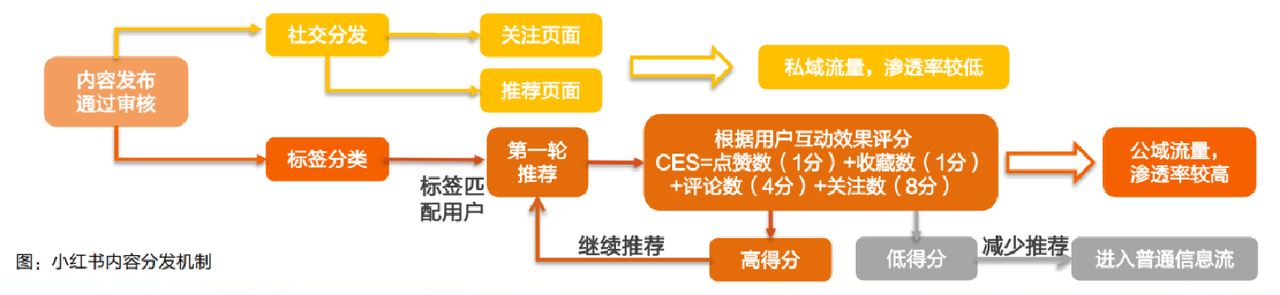 社交分发
关注页面
推荐页面
私域流量，渗透率较低
内容发布
通过审核
标签分类
标签匹
配用户
第一轮
推荐
根据用户互动效果评分
CES=点赞数（1分）+收藏数（1分）
+评论数（4分）+关注数（8分）
公域流量，
渗透率较高
继续推荐
高得分
低得分
减少推荐
进入普通信息流
图：小红书内容分发机制